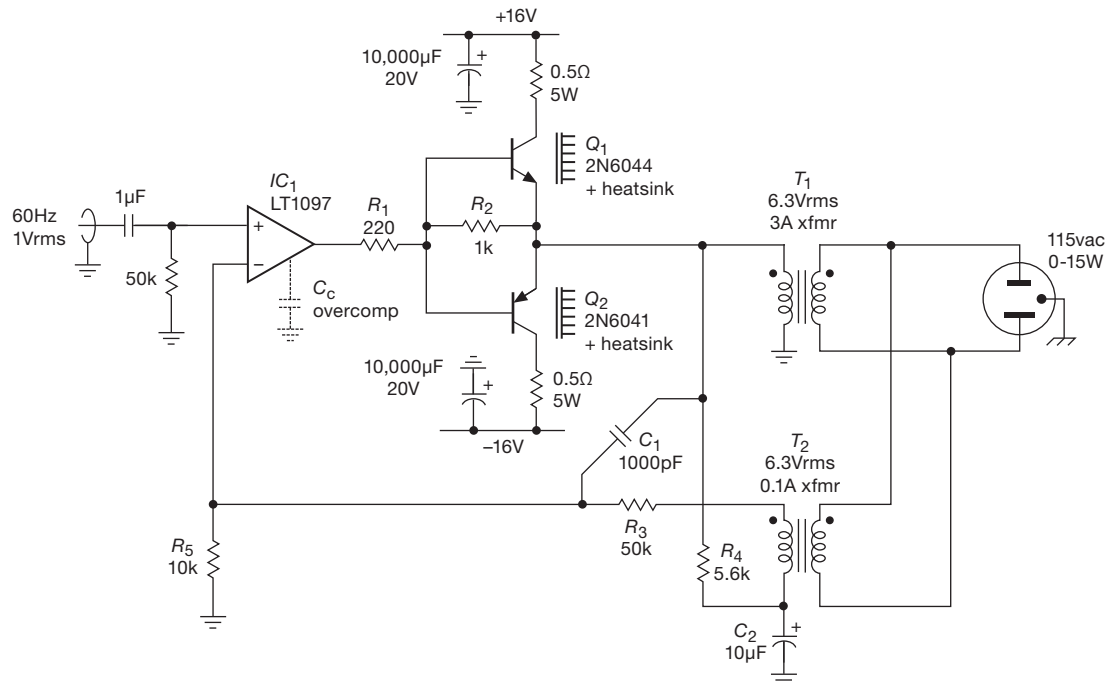 +16V
10,000µF
20V
+
0.5Ω
5W
Q1
2N6044
+ heatsink
T1
6.3Vrms
3A xfmr
115vac
0-15W
60Hz
1Vrms
1µF
50k
IC1
LT1097
+
−
Cc
overcomp
R1
220
R2
1k
Q2
2N6041
+ heatsink
10,000µF
20V
+
0.5Ω
5W
–16V
C1
1000pF
T2
6.3Vrms
0.1A xfmr
R3
50k
R4
5.6k
R5
10k
C2
10µF
+